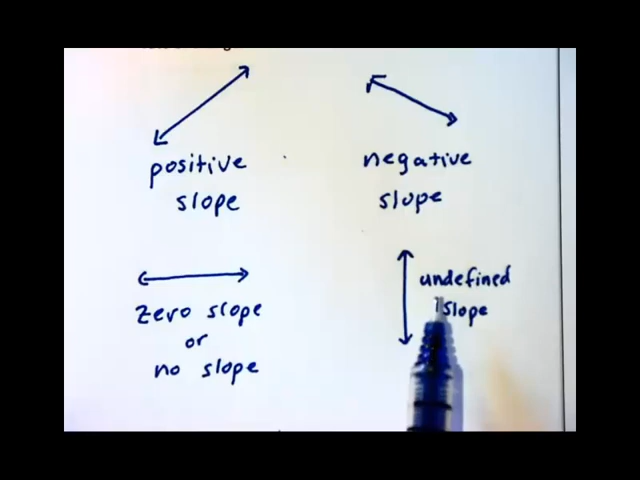 positive
slope
negative
slope
zero slope
or
no slope
undefined
slope